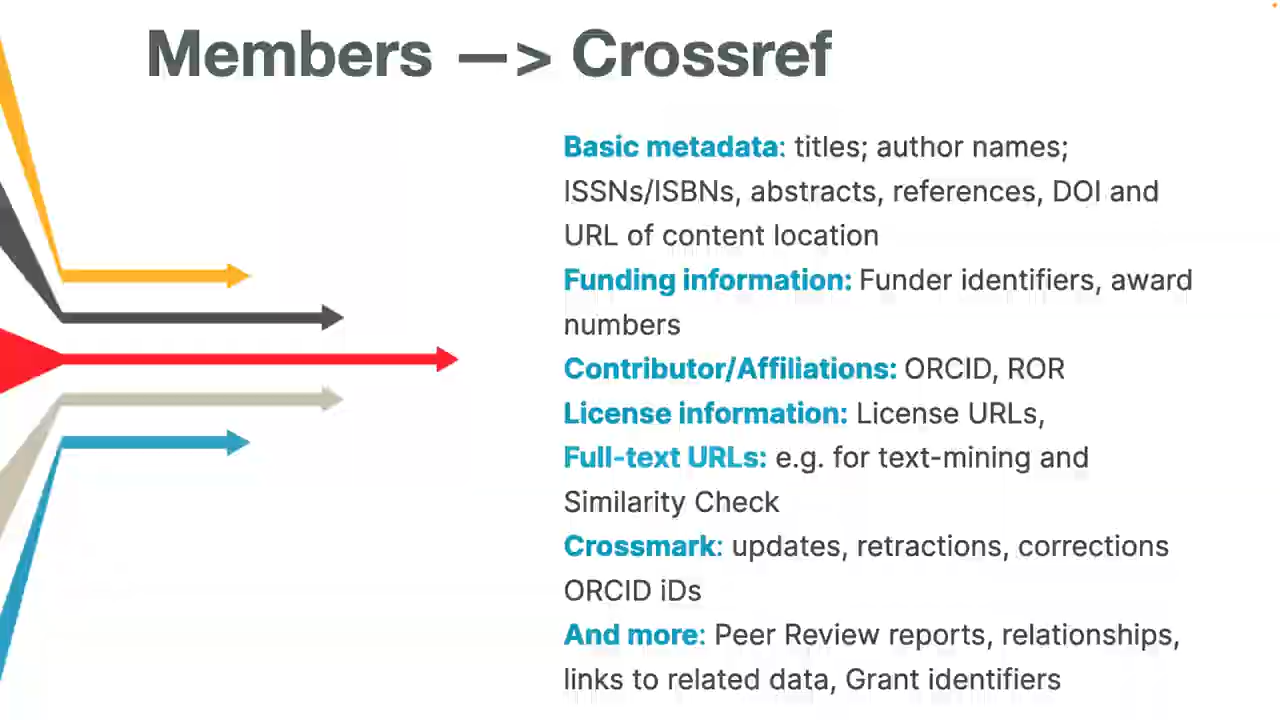 Members —> Crossref
Basic metadata: titles; author names;
ISSNs/ISBNs, abstracts, references, DOI and
URL of content location
Funding information: Funder identifiers, award
numbers
Contributor/Affiliations: ORCID, ROR
License information: License URLs,
Full-text URLs: e.g. for text-mining and
Similarity Check
Crossmark: updates, retractions, corrections
ORCID iDs
And more: Peer Review reports, relationships,
links to related data, Grant identifiers